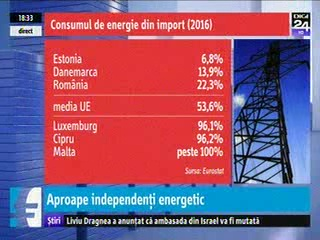 18:33
direct
Consumul de energie din import (2016)
DIGI
24
HD
Estonia 6,8%
Danemarca 13,9%
România 22,3%
media UE 53,6%
Luxemburg 96,1%
Cipru 96,2%
Malta peste 100%
Sursa: Eurostat
Aproape independenți energetic
Știri Liviu Dragnea a anunțat că ambasada din Israel va fi mutată